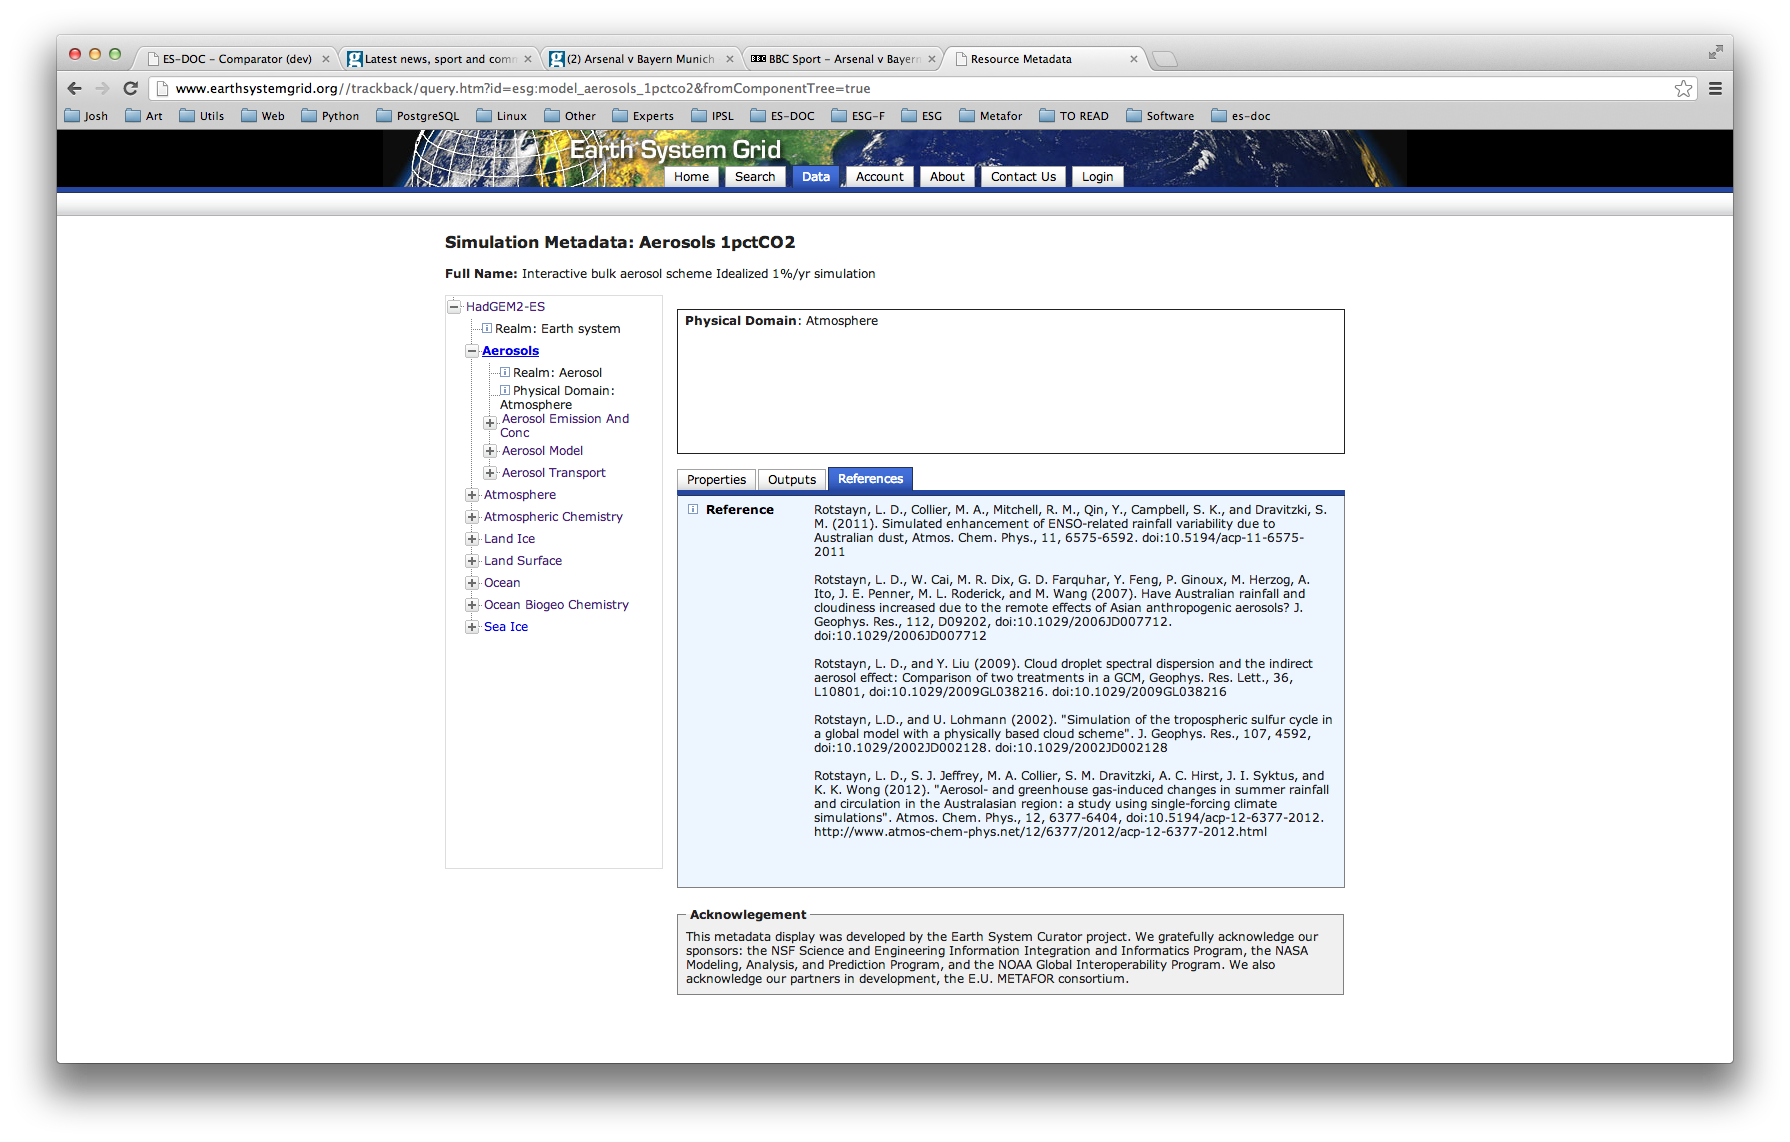 ES-DOC - Comparator (dev)
Latest news, sport and comm
(2) Arsenal v Bayern Munich
BBC Sport - Arsenal v Bayern
Resource Metadata
www.earthsystemgrid.org//trackback/query.htm?id=esg:model_aerosols_1pctco2&fromComponentTree=true
Josh Art Utils Web Python PostgreSQL Linux Other Experts IPSL ES-DOC ESG-F ESG Metafor TO READ Software es-doc
Earth System Grid
Home Search Data Account About Contact Us Login
Simulation Metadata: Aerosols 1pctCO2
Full Name: Interactive bulk aerosol scheme Idealized 1%/yr simulation
HadGEM2-ES
Realm: Earth system
Aerosols
Realm: Aerosol
Physical Domain:
Atmosphere
Aerosol Emission And
Conc
Aerosol Model
Aerosol Transport
Atmosphere
Atmospheric Chemistry
Land Ice
Land Surface
Ocean
Ocean Biogeo Chemistry
Sea Ice
Physical Domain: Atmosphere
Properties Outputs References
Reference
Rotstayn, L. D., Collier, M. A., Mitchell, R. M., Qin, Y., Campbell, S. K., and Dravitzki, S.
M. (2011). Simulated enhancement of ENSO-related rainfall variability due to
Australian dust, Atmos. Chem. Phys., 11, 6575-6592. doi:10.5194/acp-11-6575-
2011
Rotstayn, L. D., W. Cai, M. R. Dix, G. D. Farquhar, Y. Feng, P. Ginoux, M. Herzog, A.
Ito, J. E. Penner, M. L. Roderick, and M. Wang (2007). Have Australian rainfall and
cloudiness increased due to the remote effects of Asian anthropogenic aerosols? J.
Geophys. Res., 112, D09202, doi:10.1029/2006JD007712.
doi:10.1029/2006JD007712
Rotstayn, L. D., and Y. Liu (2009). Cloud droplet spectral dispersion and the indirect
aerosol effect: Comparison of two treatments in a GCM, Geophys. Res. Lett., 36,
L10801, doi:10.1029/2009GL038216. doi:10.1029/2009GL038216
Rotstayn, L.D., and U. Lohmann (2002). "Simulation of the tropospheric sulfur cycle in
a global model with a physically based cloud scheme". J. Geophys. Res., 107, 4592,
doi:10.1029/2002JD002128. doi:10.1029/2002JD002128
Rotstayn, L. D., S. J. Jeffrey, M. A. Collier, S. M. Dravitzki, A. C. Hirst, J. I. Syktus, and
K. K. Wong (2012). "Aerosol- and greenhouse gas-induced changes in summer rainfall
and circulation in the Australasian region: a study using single-forcing climate
simulations". Atmos. Chem. Phys., 12, 6377-6404, doi:10.5194/acp-12-6377-2012.
http://www.atmos-chem-phys.net/12/6377/2012/acp-12-6377-2012.html
Acknowlegement
This metadata display was developed by the Earth System Curator project. We gratefully acknowledge our
sponsors: the NSF Science and Engineering Information Integration and Informatics Program, the NASA
Modeling, Analysis, and Prediction Program, and the NOAA Global Interoperability Program. We also
acknowledge our partners in development, the E.U. METAFOR consortium.